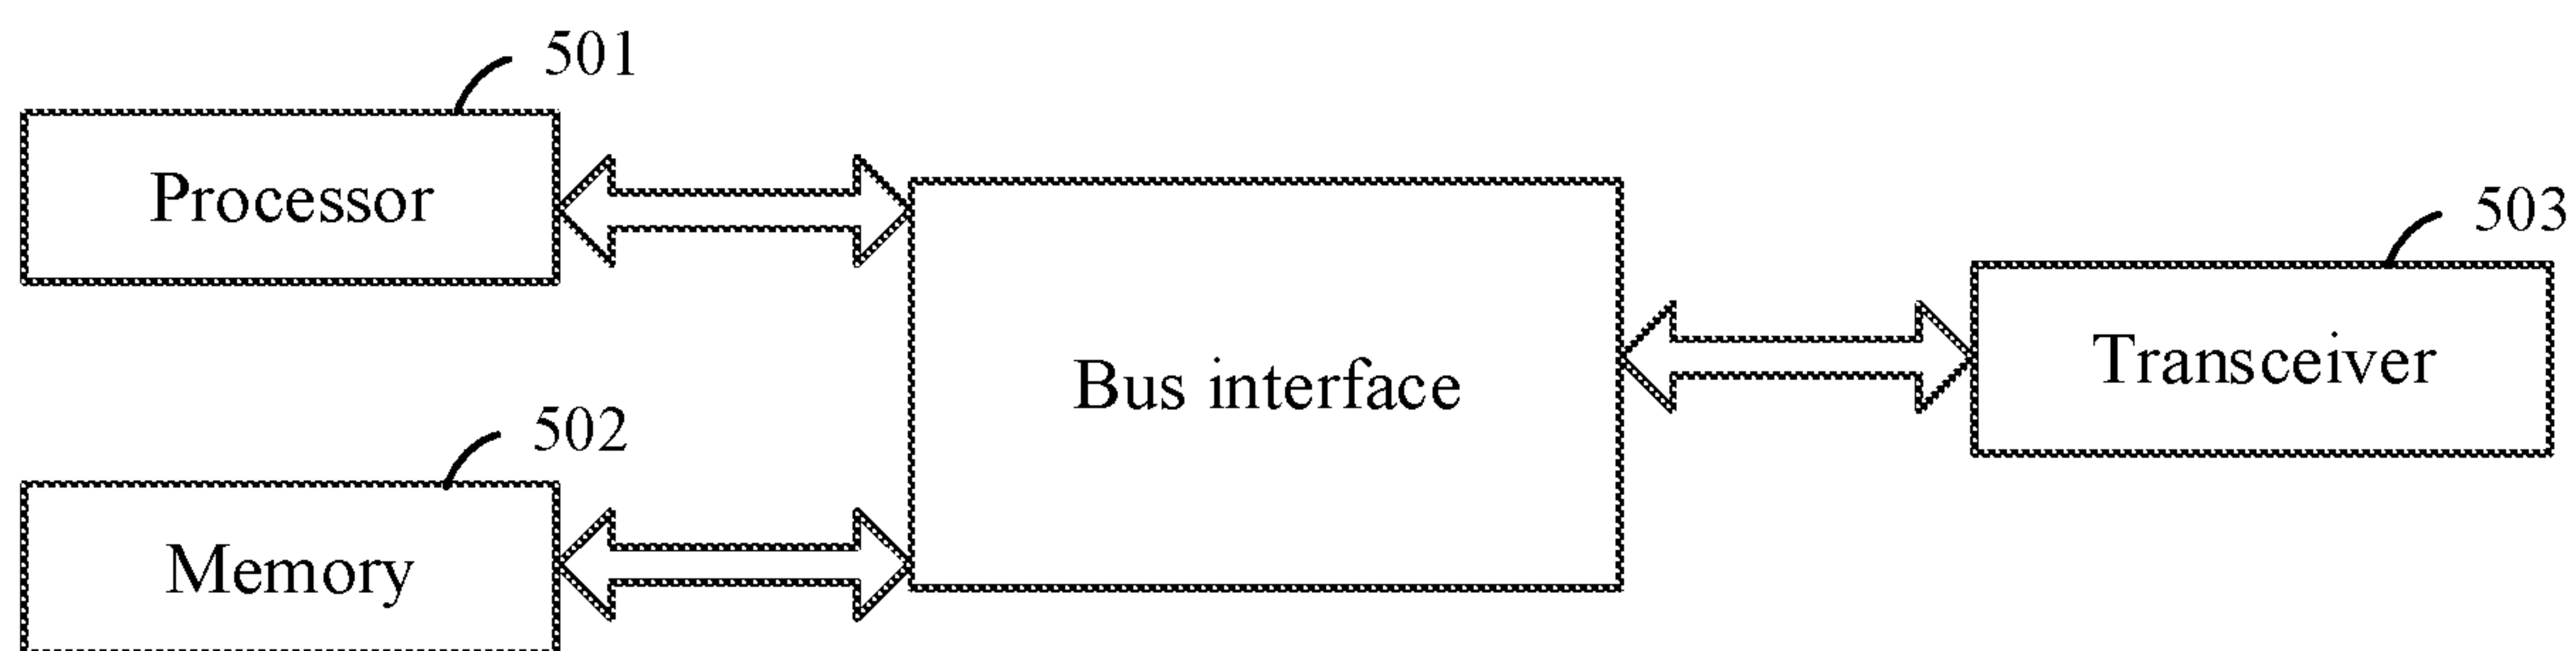 501
Processor
503
Bus interface
Transceiver
502
Memory